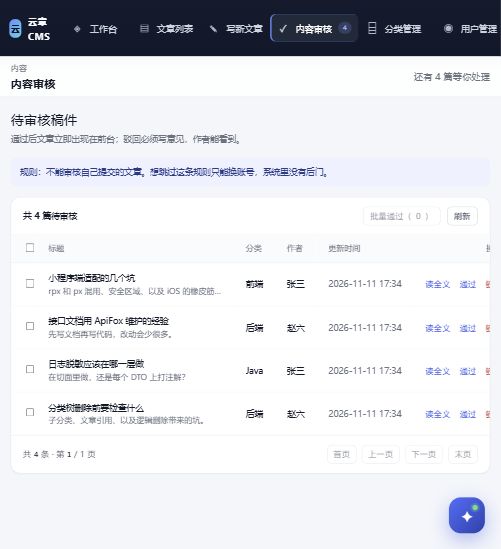 云章
CMS
工作台
文章列表
写新文章
内容审核 4
分类管理
用户管理
内容
内容审核
还有 4 篇等你处理
待审核稿件
通过后文章立即出现在前台；驳回必须写意见，作者能看到。
规则：不能审核自己提交的文章。想跳过这条规则只能换账号，系统里没有后门。
共 4 篇待审核
批量通过（ 0 ）
刷新
标题 分类 作者 更新时间
小程序端适配的几个坑
rpx 和 px 混用、安全区域、以及 iOS 的橡皮筋...
前端 张三 2026-11-11 17:34 读全文 通过
接口文档用 ApiFox 维护的经验
先写文档再写代码，改动会少很多。
后端 赵六 2026-11-11 17:34 读全文 通过
日志脱敏应该在哪一层做
在切面里做，还是每个 DTO 上打注解？
Java 张三 2026-11-11 17:34 读全文 通过
分类树删除前要检查什么
子分类、文章引用、以及逻辑删除带来的坑。
后端 赵六 2026-11-11 17:34 读全文 通过
共 4 条 · 第 1 / 1 页
首页 上一页 下一页 末页